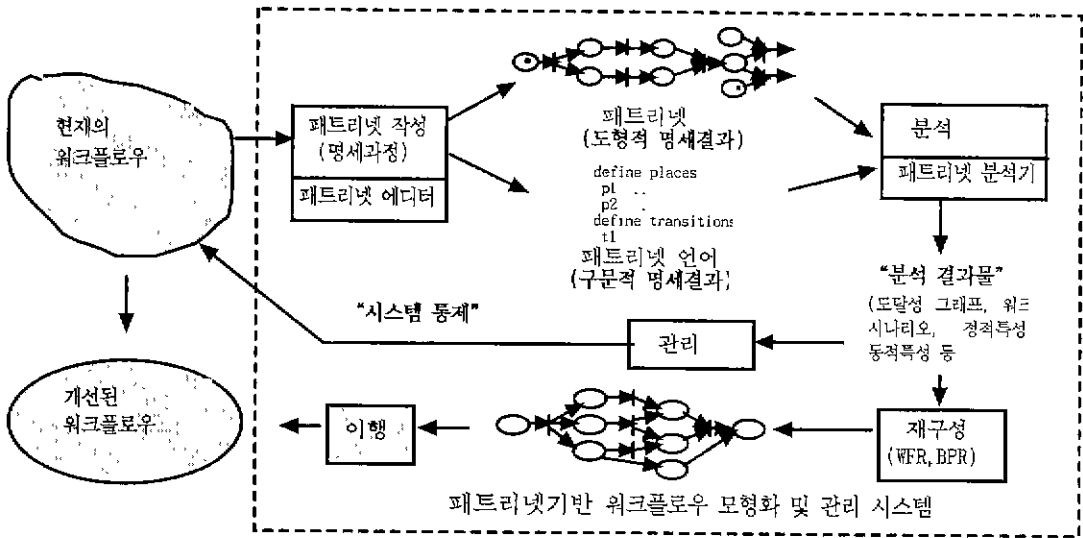 현재의
워크플로우
패트리넷 작성
(명세과정)
패트리넷 에디터
패트리넷
(도형적 명세결과)
define places
p1 ..
p2 ..
define transitions
t1
패트리넷 언어
(구문적 명세결과)
분석
패트리넷 분석기
"분석 결과물"
(도달성 그래프, 워크
시나리오, 정적특성
동적특성 등
"시스템 통제"
관리
개선된
워크플로우
이행
재구성
(WFR,BPR)
패트리넷기반 워크플로우 모형화 및 관리 시스템